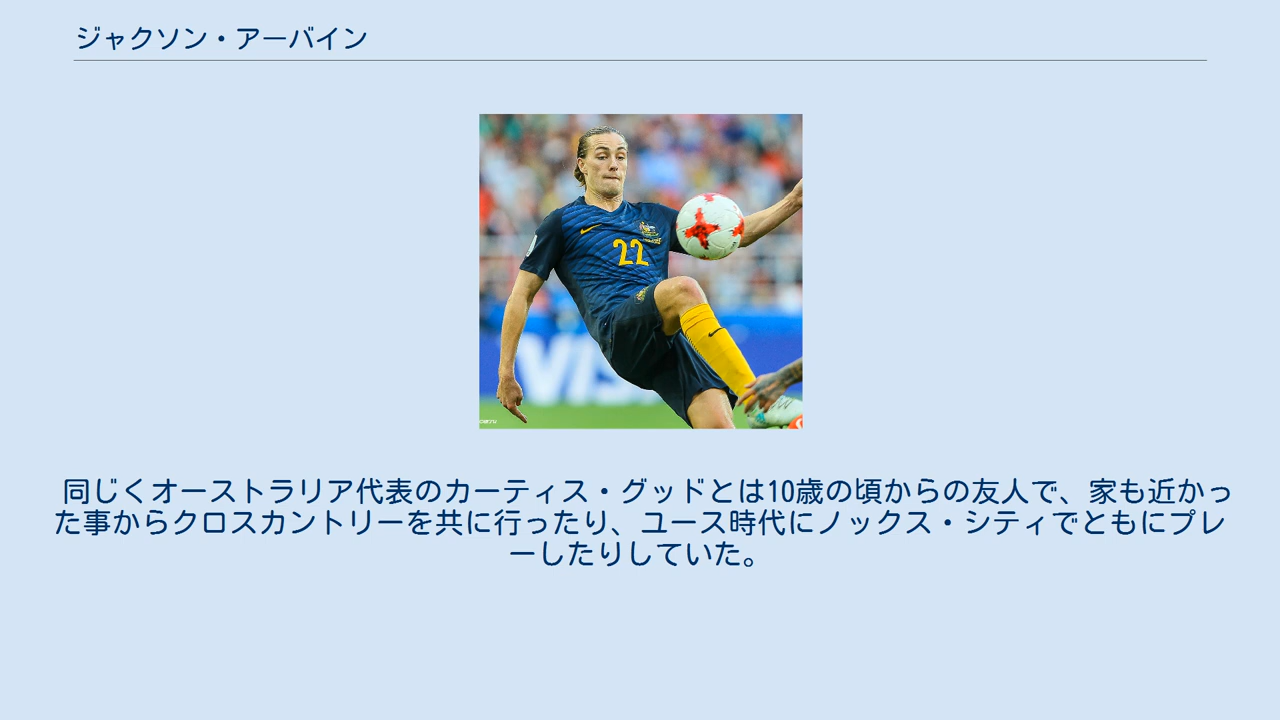 ジャクソン・アーバイン
22
VIS
同じくオーストラリア代表のカーティス・グッドとは10歳の頃からの友人で、家も近かっ
た事からクロスカントリーを共に行ったり、ユース時代にノックス・シティでともにプレ
ーしたりしていた。